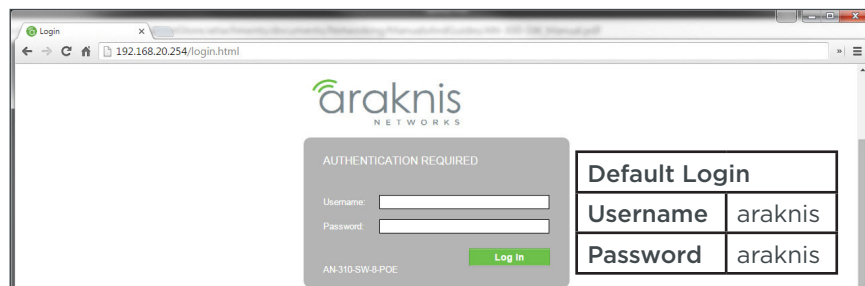 Login
192.168.20.254/login.html
araknis
NETWORKS
AUTHENTICATION REQUIRED
Username:
Password:
Log In
AN-310-SW-8-POE
Default Login
Username araknis
Password araknis